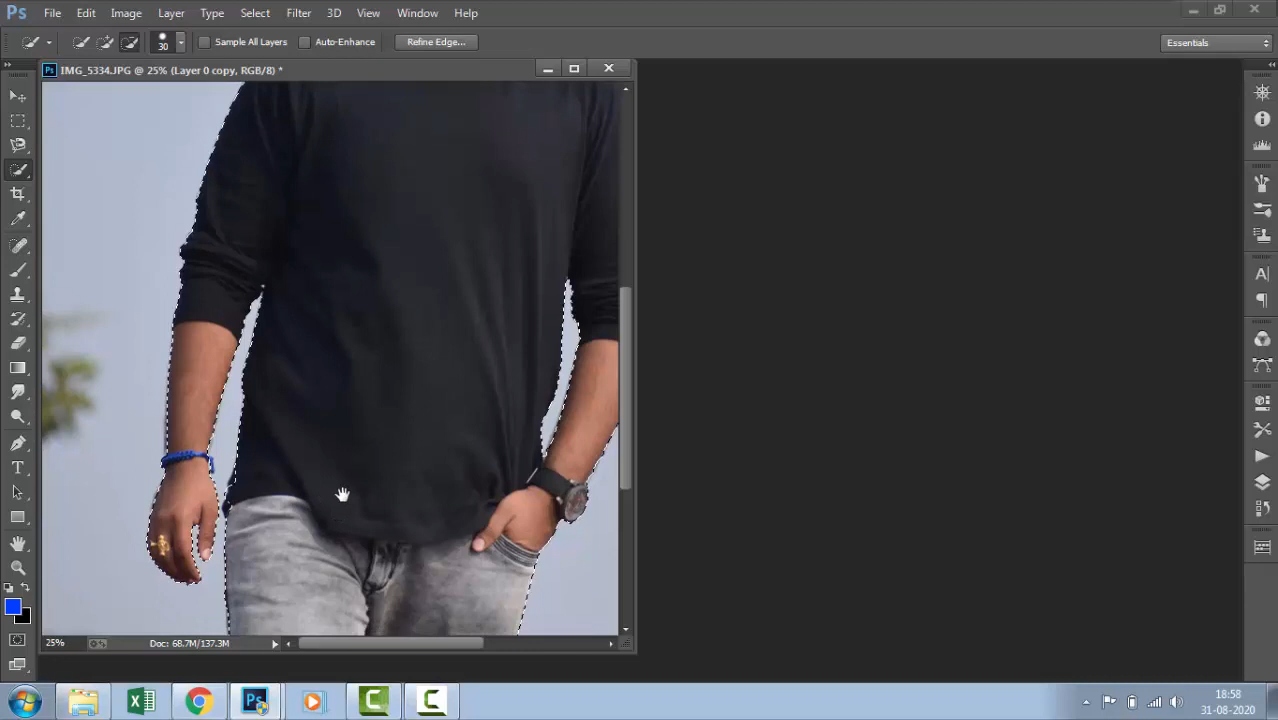 Ps File Edit Image Layer Type Select Filter 3D View Window Help
30 Sample All Layers Auto-Enhance Refine Edge... Essentials
Ps IMG_5334.JPG @ 25% (Layer 0 copy, RGB/8) *
A
T
25% Doc: 68.7M/137.3M
Ps C C
18:58
31-08-2020